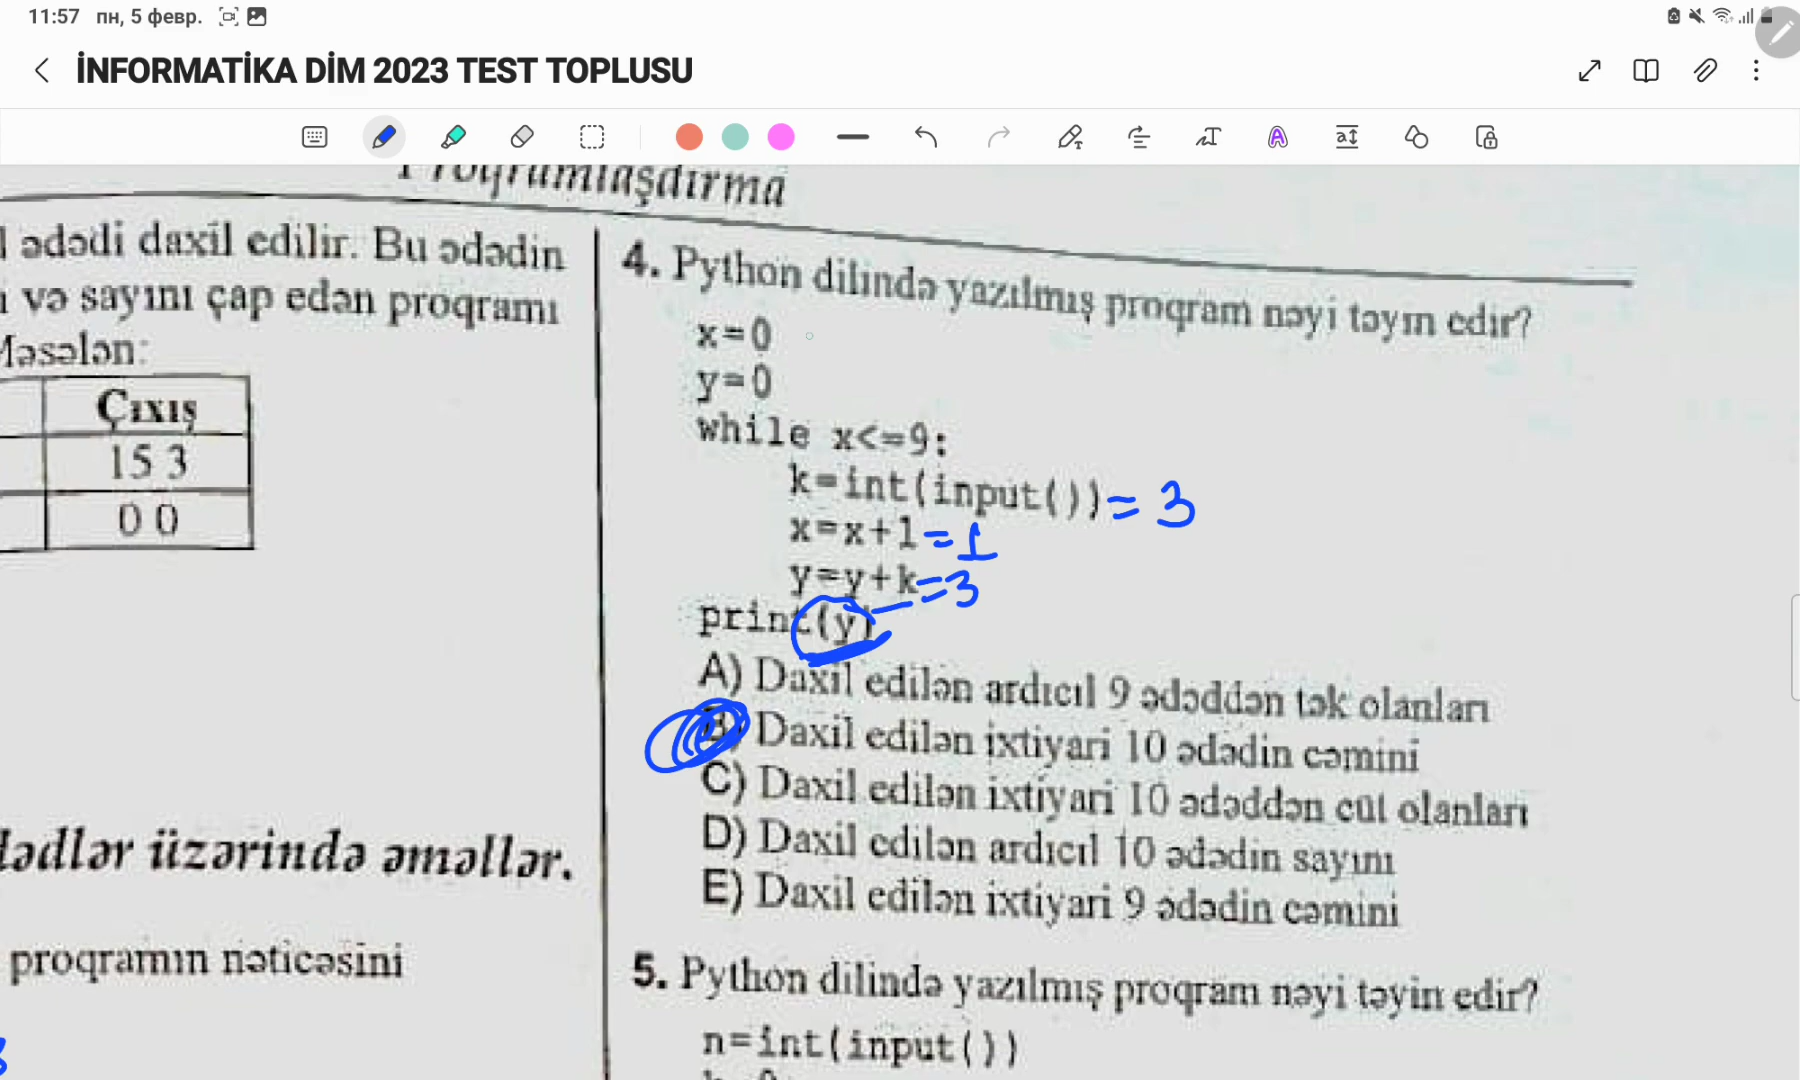 11:57 пн, 5 февр.
İNFORMATİKA DİM 2023 TEST TOPLUSU
Proqramlaşdırma
ədədi daxil edilir. Bu ədədin
və sayını çap edən proqramı
Məsələn:
Çıxış
15 3
0 0
ədlər üzərində əməllər.
proqramın nəticəsini
4. Python dilində yazılmış proqram nəyi təyin edir?
x=0
y=0
while x<=9:
k=int(input()) = 3
x=x+1 = 1
y=y+k = 3
print(y)
A) Daxil edilən ardıcıl 9 ədəddən tək olanları
B) Daxil edilən ixtiyari 10 ədədin cəmini
C) Daxil edilən ixtiyari 10 ədəddən cüt olanları
D) Daxil edilən ardıcıl 10 ədədin sayını
E) Daxil edilən ixtiyari 9 ədədin cəmini
5. Python dilində yazılmış proqram nəyi təyin edir?
n=int(input())